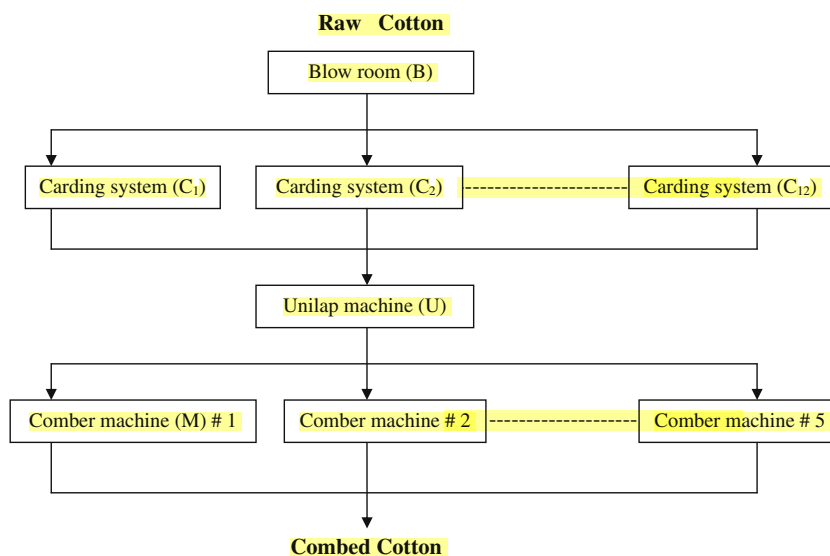 Raw Cotton
Blow room (B)
Carding system (C₁)
Carding system (C₂)
Carding system (C₁₂)
Unilap machine (U)
Comber machine (M) # 1
Comber machine # 2
Comber machine # 5
Combed Cotton